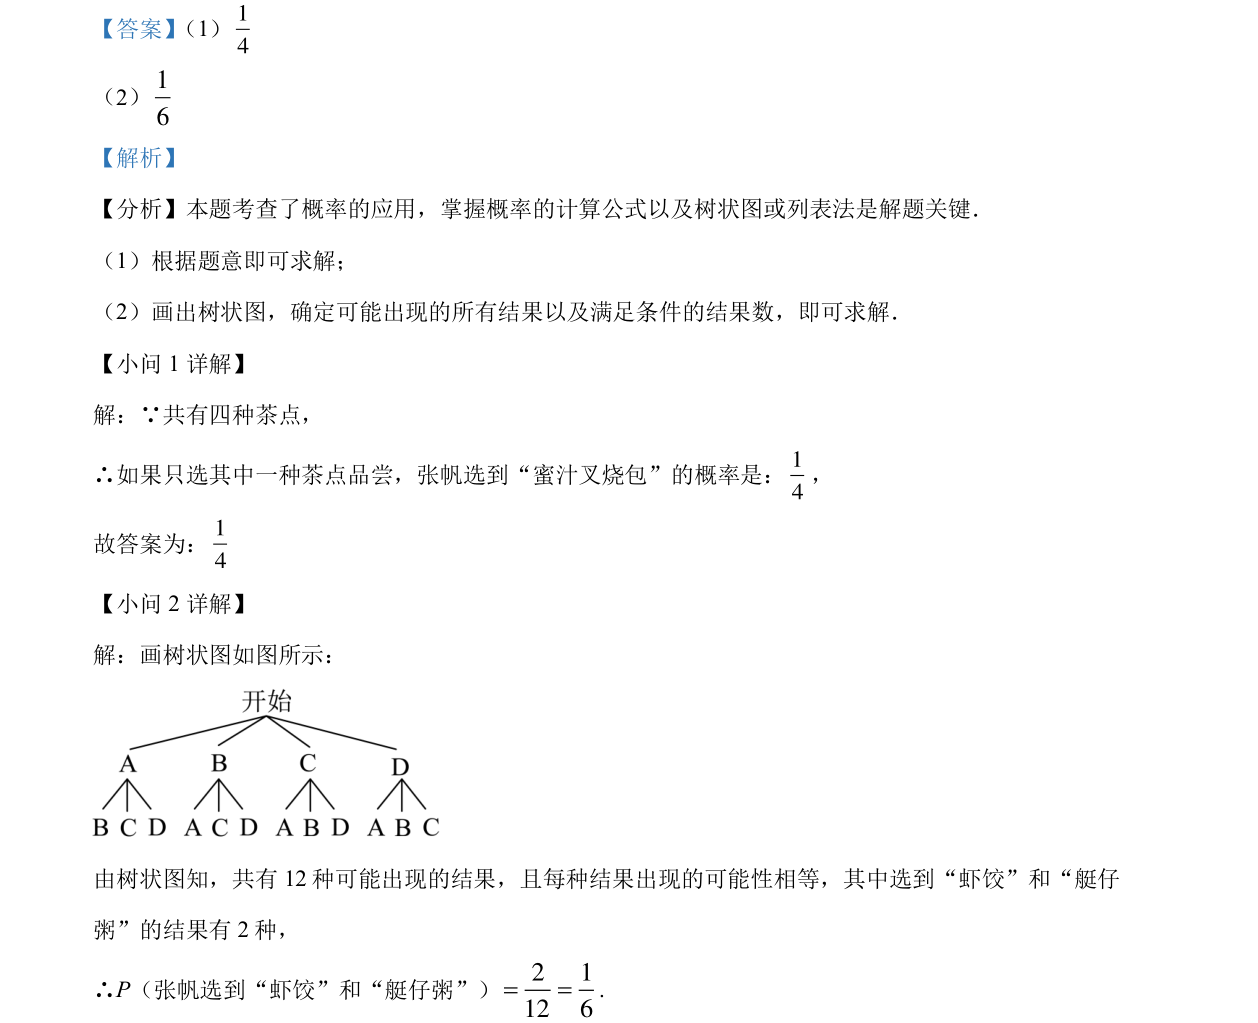 【答案】（1）1/4
（2）1/6
【解析】
【分析】本题考查了概率的应用，掌握概率的计算公式以及树状图或列表法是解题关键．
（1）根据题意即可求解；
（2）画出树状图，确定可能出现的所有结果以及满足条件的结果数，即可求解．
【小问 1 详解】
解：∵共有四种茶点，
∴如果只选其中一种茶点品尝，张帆选到“蜜汁叉烧包”的概率是：1/4，
故答案为：1/4
【小问 2 详解】
解：画树状图如图所示：
开始
A B C D
B C D A C D A B D A B C
由树状图知，共有 12 种可能出现的结果，且每种结果出现的可能性相等，其中选到“虾饺”和“艇仔
粥”的结果有 2 种，
∴P（张帆选到“虾饺”和“艇仔粥”）=2/12=1/6．